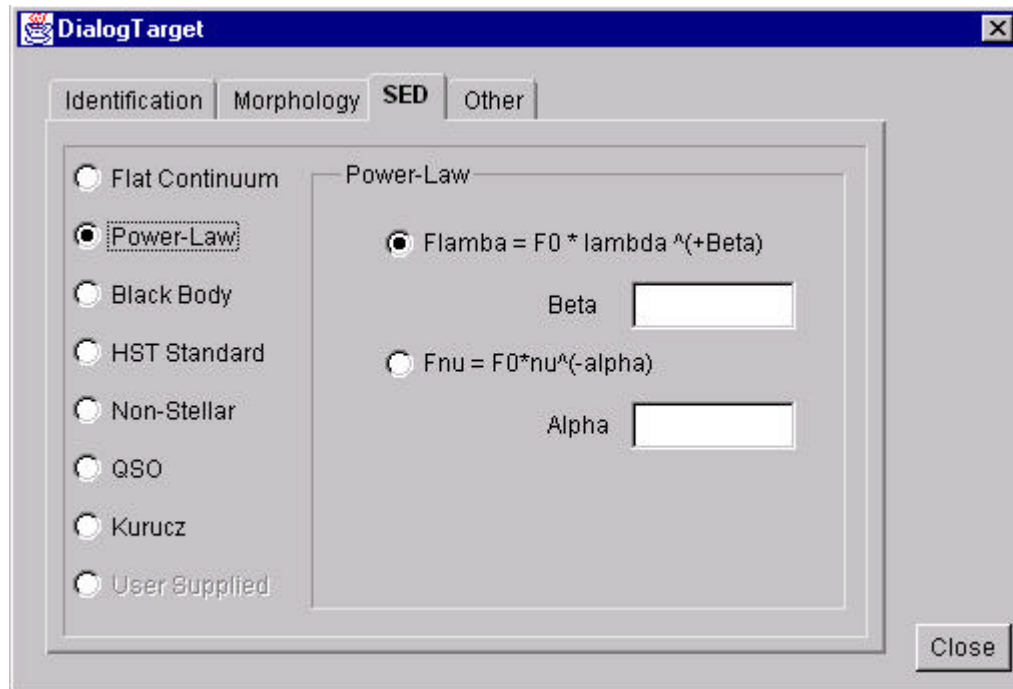 DialogTarget
Identification
Morphology
SED
Other
Flat Continuum
Power-Law
Black Body
HST Standard
Non-Stellar
QSO
Kurucz
User Supplied
Power-Law
Flamba = F0 * lambda ^(+Beta)
Beta
Fnu = F0*nu^(-alpha)
Alpha
Close